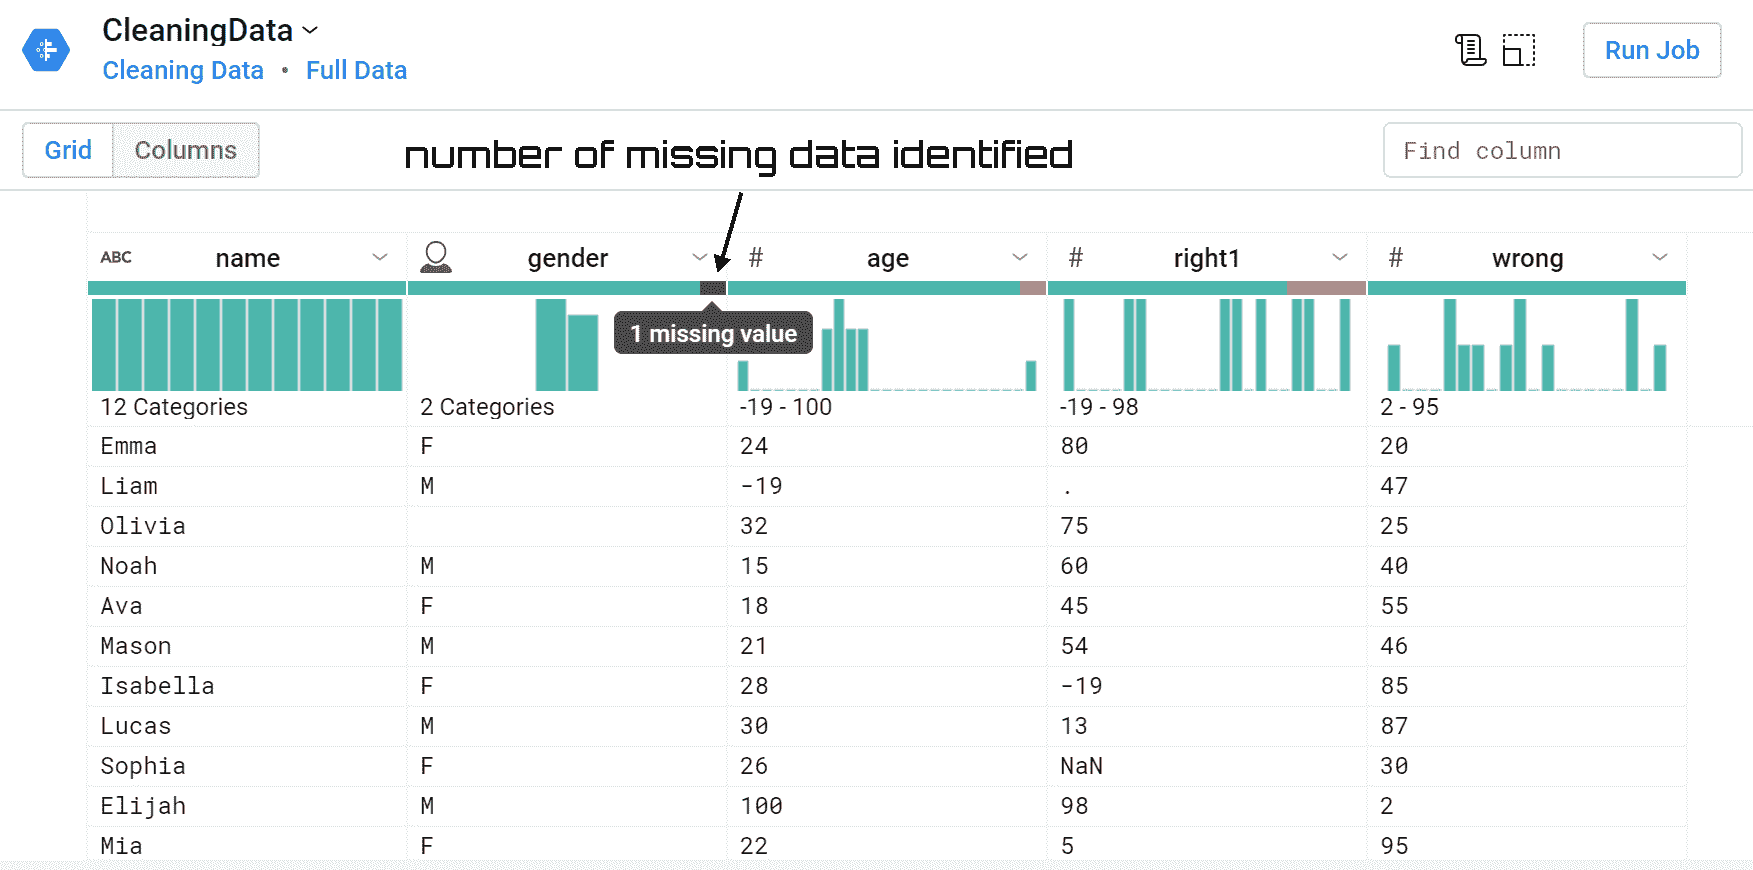 CleaningData
Cleaning Data • Full Data
Run Job
Grid Columns
number of missing data identified
Find column
ABC name gender # age # right1 # wrong
1 missing value
12 Categories 2 Categories -19 - 100 -19 - 98 2 - 95
Emma F 24 80 20
Liam M -19 . 47
Olivia 32 75 25
Noah M 15 60 40
Ava F 18 45 55
Mason M 21 54 46
Isabella F 28 -19 85
Lucas M 30 13 87
Sophia F 26 NaN 30
Elijah M 100 98 2
Mia F 22 5 95